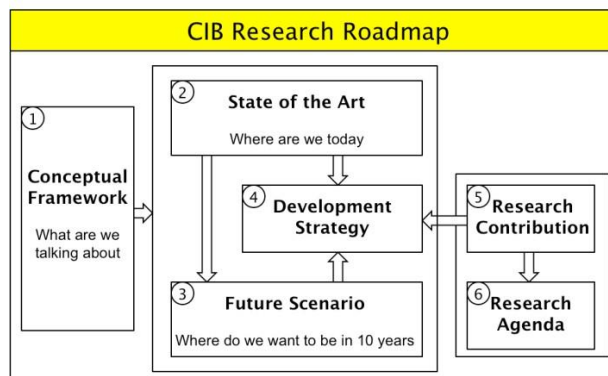 CIB Research Roadmap
1
Conceptual
Framework
What are we
talking about
2
State of the Art
Where are we today
4
Development
Strategy
3
Future Scenario
Where do we want to be in 10 years
5
Research
Contribution
6
Research
Agenda